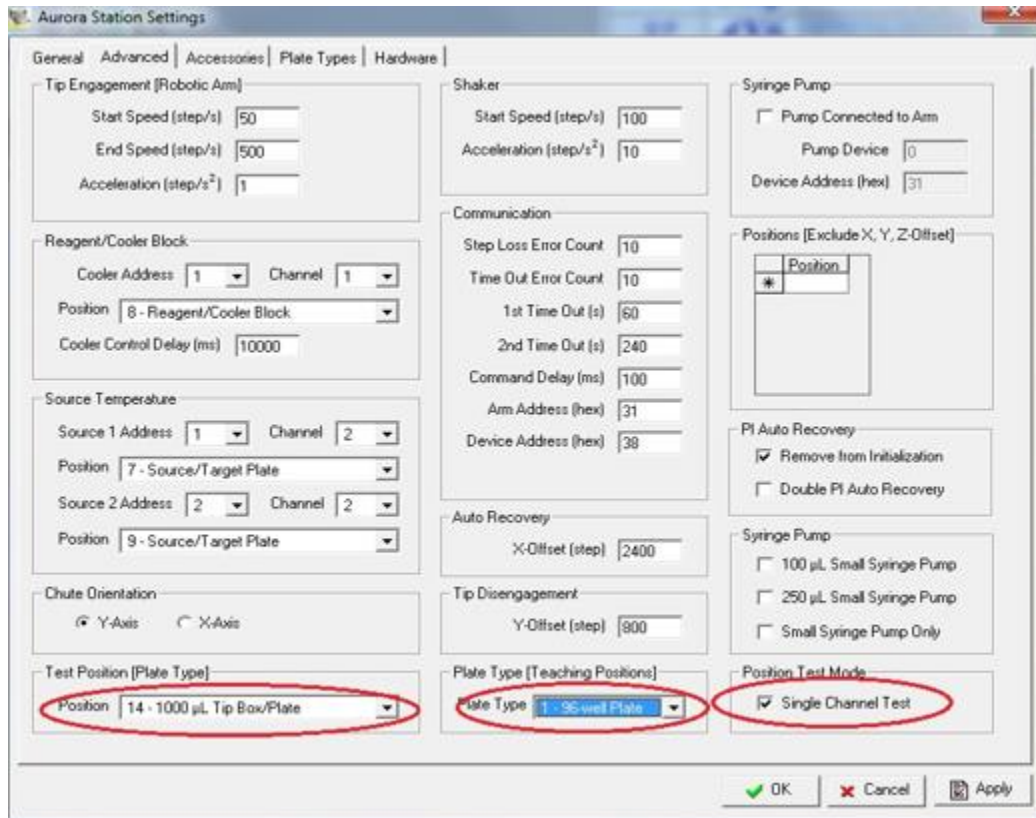 Aurora Station Settings
General Advanced Accessories Plate Types Hardware
Tip Engagement [Robotic Arm]
Start Speed (step/s) 50
End Speed (step/s) 500
Acceleration (step/s²) 1
Reagent/Cooler Block
Cooler Address 1 Channel 1
Position 8 - Reagent/Cooler Block
Cooler Control Delay (ms) 10000
Source Temperature
Source 1 Address 1 Channel 2
Position 7 - Source/Target Plate
Source 2 Address 2 Channel 2
Position 9 - Source/Target Plate
Chute Orientation
Y-Axis X-Axis
Test Position [Plate Type]
Position 14 - 1000 µL Tip Box/Plate
Shaker
Start Speed (step/s) 100
Acceleration (step/s²) 10
Communication
Step Loss Error Count 10
Time Out Error Count 10
1st Time Out (s) 60
2nd Time Out (s) 240
Command Delay (ms) 100
Arm Address (hex) 31
Device Address (hex) 38
Auto Recovery
X-Offset (step) 2400
Tip Disengagement
Y-Offset (step) 800
Plate Type [Teaching Positions]
Plate Type 1 - 96-well Plate
Syringe Pump
Pump Connected to Arm
Pump Device 0
Device Address (hex) 31
Positions [Exclude X, Y, Z-Offset]
Position
PI Auto Recovery
Remove from Initialization
Double PI Auto Recovery
Syringe Pump
100 µL Small Syringe Pump
250 µL Small Syringe Pump
Small Syringe Pump Only
Position Test Mode
Single Channel Test
OK Cancel Apply